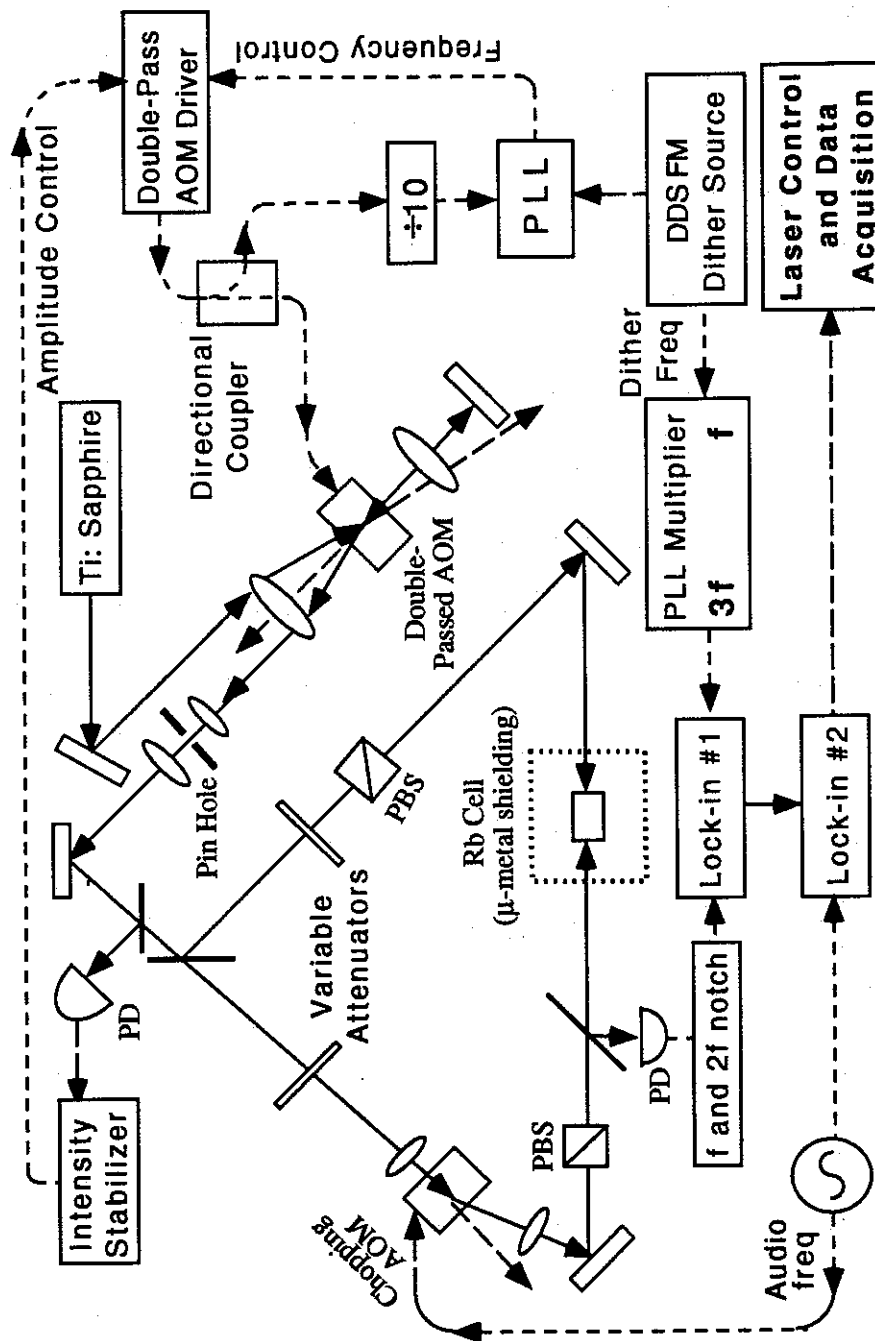 Amplitude Control
Double-Pass
AOM Driver
Frequency Control
÷10
PLL
DDS FM
Dither Source
Laser Control
and Data
Acquisition
Directional
Coupler
Dither
Freq
Ti: Sapphire
Double-
Passed AOM
PLL Multiplier
3f f
Pin Hole
PBS
Rb Cell
(μ-metal shielding)
Lock-in #1
Lock-in #2
PD
Variable
Attenuators
PD
f and 2f notch
Intensity
Stabilizer
Chopping
AOM
PBS
Audio
freq